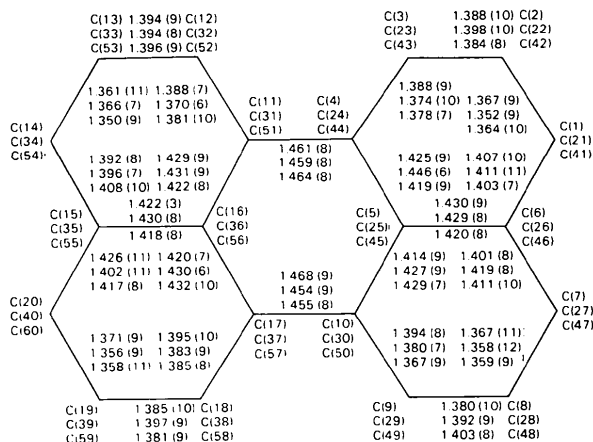 C(13) 1.394 (9) C(12)
C(33) 1.394 (8) C(32)
C(53) 1.396 (9) C(52)
C(3) 1.388 (10) C(2)
C(23) 1.398 (10) C(22)
C(43) 1.384 (8) C(42)
1.361 (11) 1.388 (7)
1.366 (7) 1.370 (6)
1.350 (9) 1.381 (10)
C(11)
C(31)
C(51)
C(4)
C(24)
C(44)
1.388 (9)
1.374 (10) 1.367 (9)
1.378 (7) 1.352 (9)
1.364 (10)
C(14)
C(34)
C(54)
C(1)
C(21)
C(41)
1.461 (8)
1.459 (8)
1.464 (8)
1.392 (8) 1.429 (9)
1.396 (7) 1.431 (9)
1.408 (10) 1.422 (8)
1.425 (9) 1.407 (10)
1.446 (6) 1.411 (11)
1.419 (9) 1.403 (7)
1.422 (3)
1.430 (8)
1.418 (8)
C(15)
C(35)
C(55)
C(16)
C(36)
C(56)
C(5)
C(25)
C(45)
1.430 (9)
1.429 (8)
1.420 (8)
C(6)
C(26)
C(46)
1.426 (11) 1.420 (7)
1.402 (11) 1.430 (6)
1.417 (8) 1.432 (10)
1.468 (9)
1.454 (9)
1.455 (8)
1.414 (9) 1.401 (8)
1.427 (9) 1.419 (8)
1.429 (7) 1.411 (10)
C(20)
C(40)
C(60)
C(7)
C(27)
C(47)
1.371 (9) 1.395 (10)
1.356 (9) 1.383 (9)
1.358 (11) 1.385 (8)
C(17)
C(37)
C(57)
C(10)
C(30)
C(50)
1.394 (8) 1.367 (11)
1.380 (7) 1.358 (12)
1.367 (9) 1.359 (9)
C(19) 1.385 (10) C(18)
C(39) 1.397 (9) C(38)
C(59) 1.381 (9) C(58)
C(9) 1.380 (10) C(8)
C(29) 1.392 (9) C(28)
C(49) 1.403 (8) C(48)